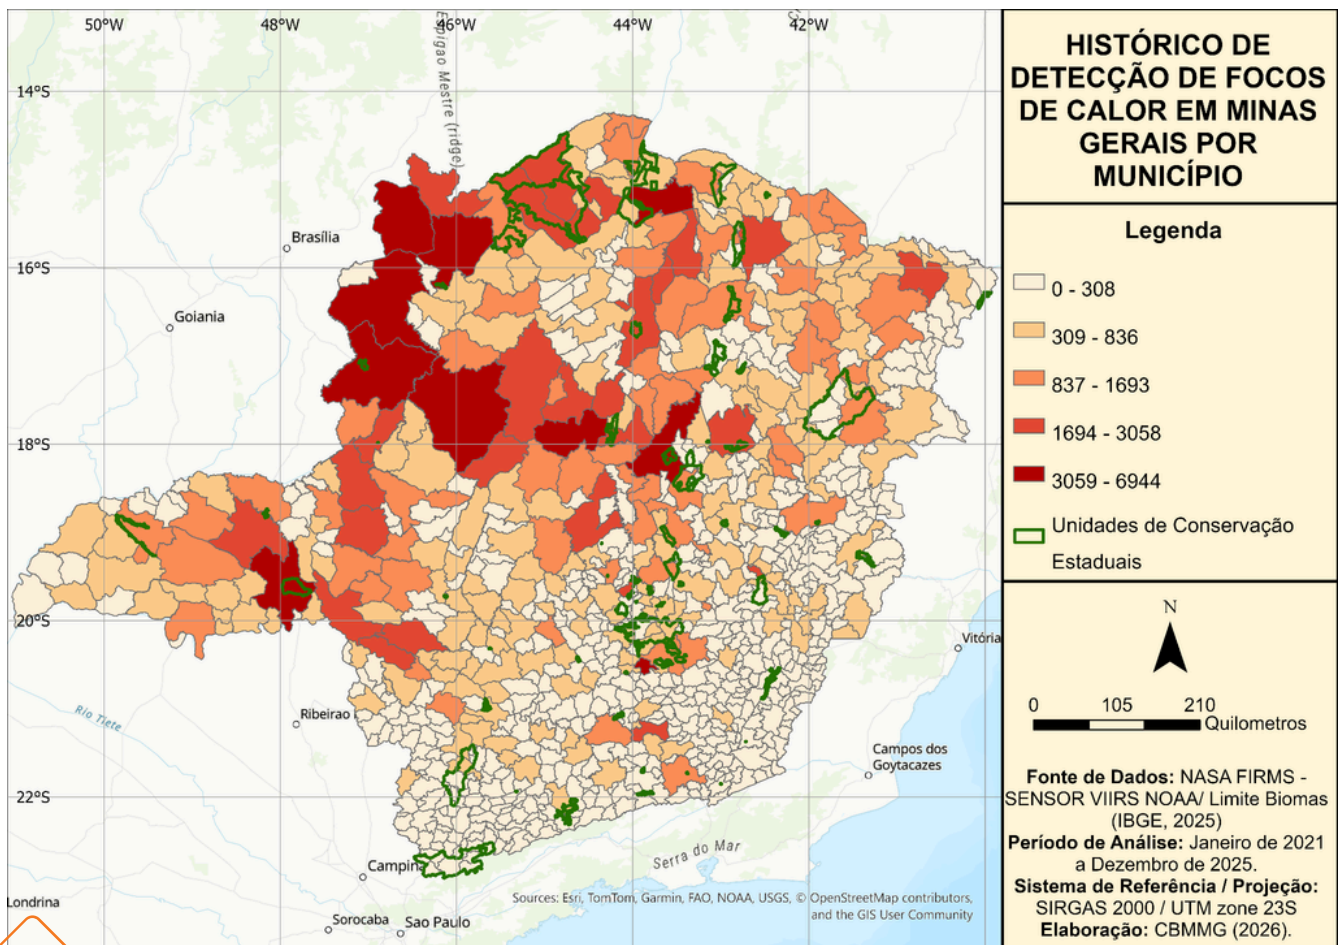 50°W
48°W
46°W
44°W
42°W
14°S
16°S
18°S
20°S
22°S
Espigao Mestre (ridge)
Brasília
Goiania
Rio Tiete
Ribeirao
Vitória
Campos dos
Goytacazes
Serra do Mar
Campina
Londrina
Sorocaba
Sao Paulo
Sources: Esri, TomTom, Garmin, FAO, NOAA, USGS, © OpenStreetMap contributors,
and the GIS User Community
HISTÓRICO DE
DETECÇÃO DE FOCOS
DE CALOR EM MINAS
GERAIS POR
MUNICÍPIO
Legenda
0 - 308
309 - 836
837 - 1693
1694 - 3058
3059 - 6944
Unidades de Conservação
Estaduais
N
0 105 210
Quilometros
Fonte de Dados: NASA FIRMS -
SENSOR VIIRS NOAA/ Limite Biomas
(IBGE, 2025)
Período de Análise: Janeiro de 2021
a Dezembro de 2025.
Sistema de Referência / Projeção:
SIRGAS 2000 / UTM zone 23S
Elaboração: CBMMG (2026).